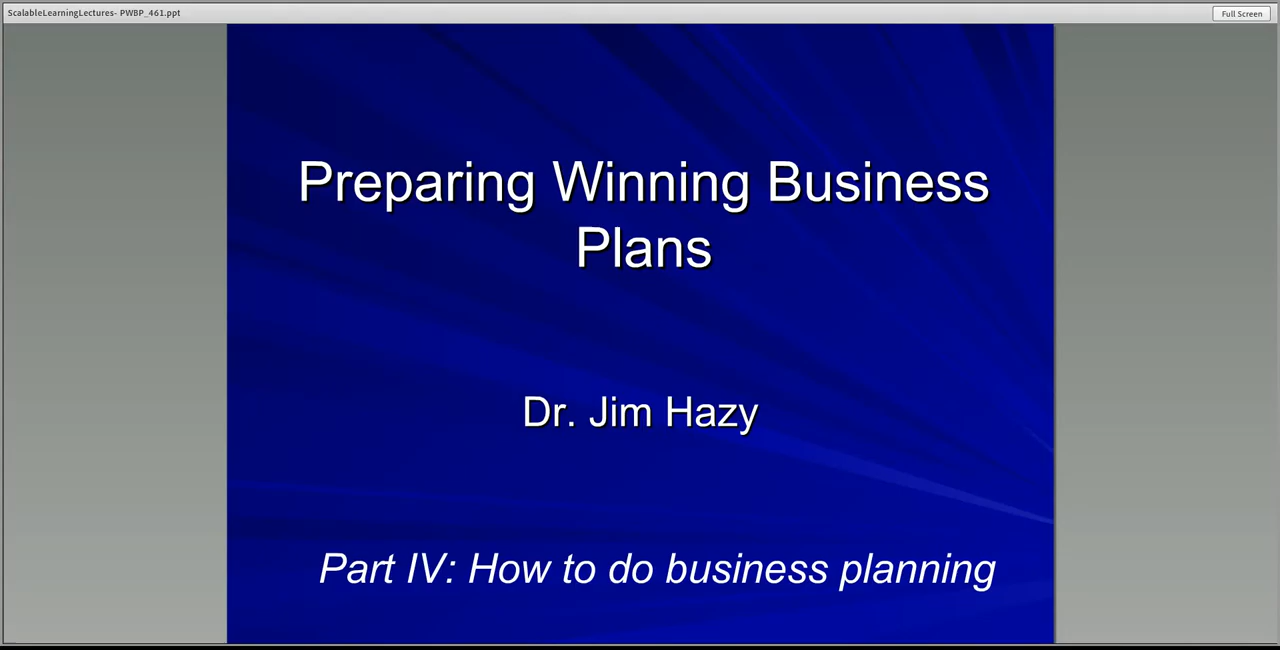 ScalableLearningLectures- PWBP_461.ppt
Full Screen
Preparing Winning Business
Plans
Dr. Jim Hazy
Part IV: How to do business planning